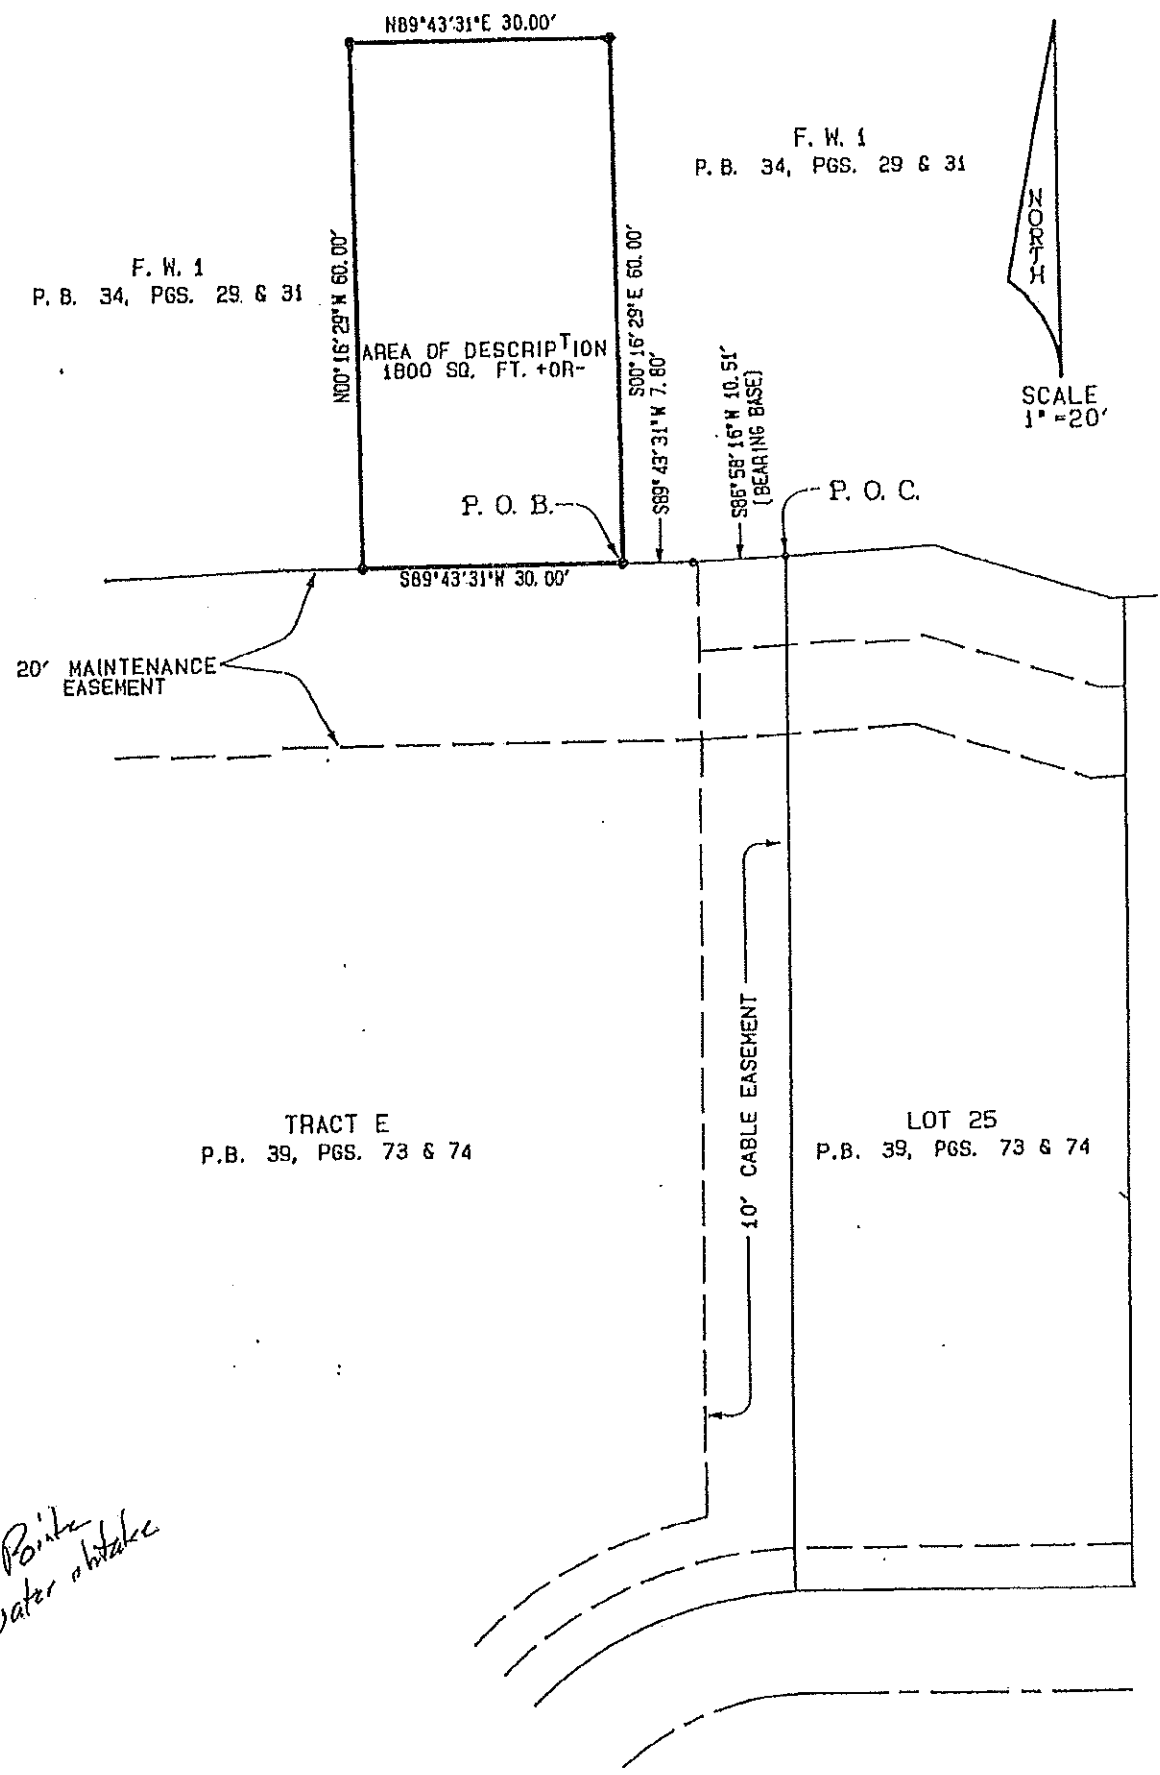 N89°43'31"E 30.00'
F. W. 1
P. B. 34, PGS. 29 & 31
NORTH
SCALE
1" =20'
F. W. 1
P. B. 34, PGS. 29 & 31
N00°16'29"W 60.00'
AREA OF DESCRIPTION
1800 SQ. FT. +OR-
S00°16'29"E 60.00'
S89°43'31"W 7.80'
S86°58'16"W 10.51'
(BEARING BASE)
P. O. B.
P. O. C.
S89°43'31"W 30.00'
20' MAINTENANCE
EASEMENT
10' CABLE EASEMENT
TRACT E
P.B. 39, PGS. 73 & 74
LOT 25
P.B. 39, PGS. 73 & 74
Pointe